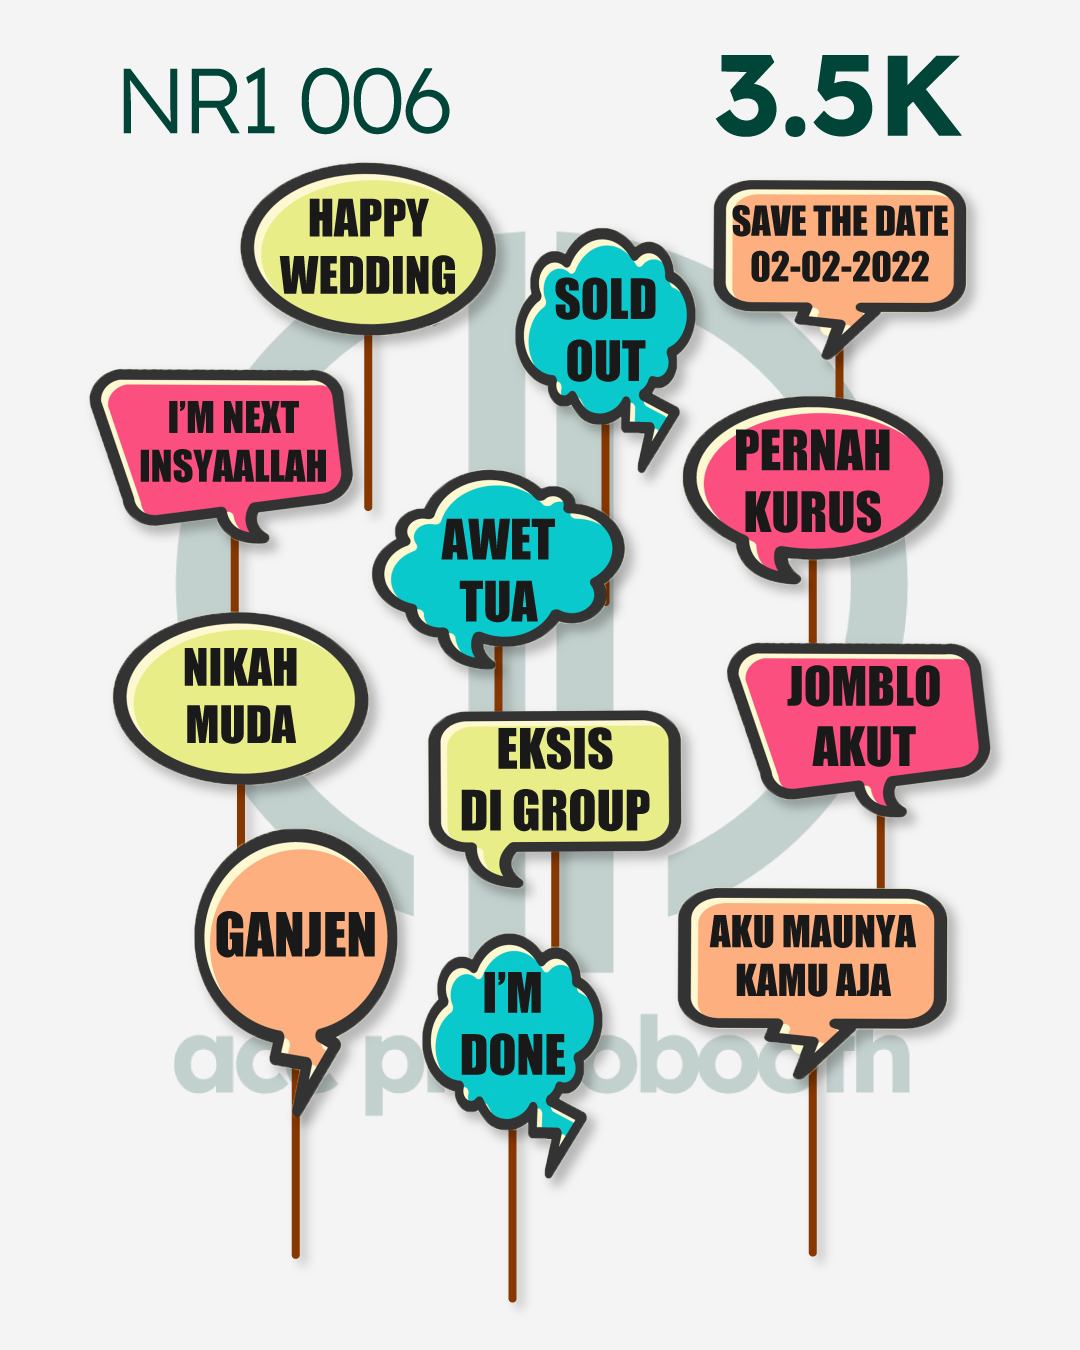 NR1 006
3.5K
HAPPY
WEDDING
SAVE THE DATE
02-02-2022
SOLD
OUT
I'M NEXT
INSYAALLAH
PERNAH
KURUS
AWET
TUA
NIKAH
MUDA
JOMBLO
AKUT
EKSIS
DI GROUP
GANJEN
AKU MAUNYA
KAMU AJA
I'M
DONE
acc photobooth